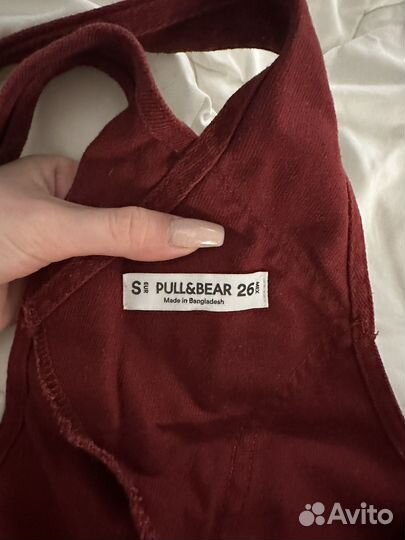 S EUR PULL&BEAR 26 MEX
Made in Bangladesh
Avito